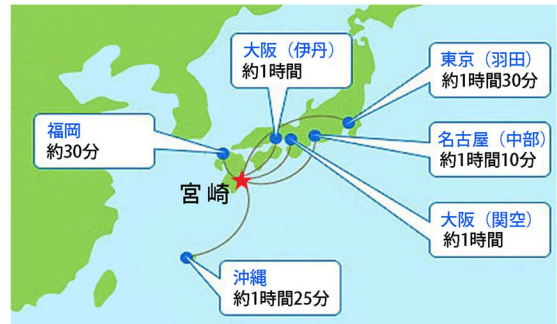 大阪（伊丹）
約1時間
東京（羽田）
約1時間30分
福岡
約30分
名古屋（中部）
約1時間10分
宮崎
大阪（関空）
約1時間
沖縄
約1時間25分